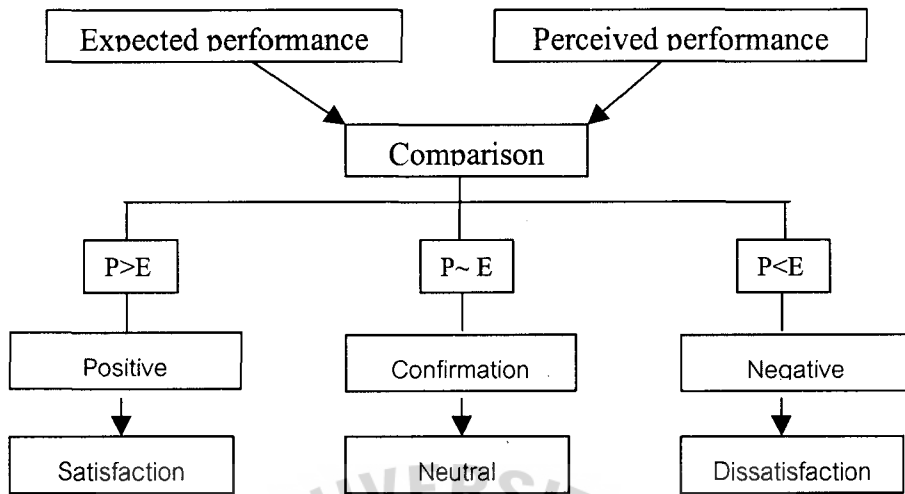 Expected performance
Perceived performance
Comparison
P>E
P~ E
P<E
Positive
Confirmation
Negative
Satisfaction
Neutral
Dissatisfaction